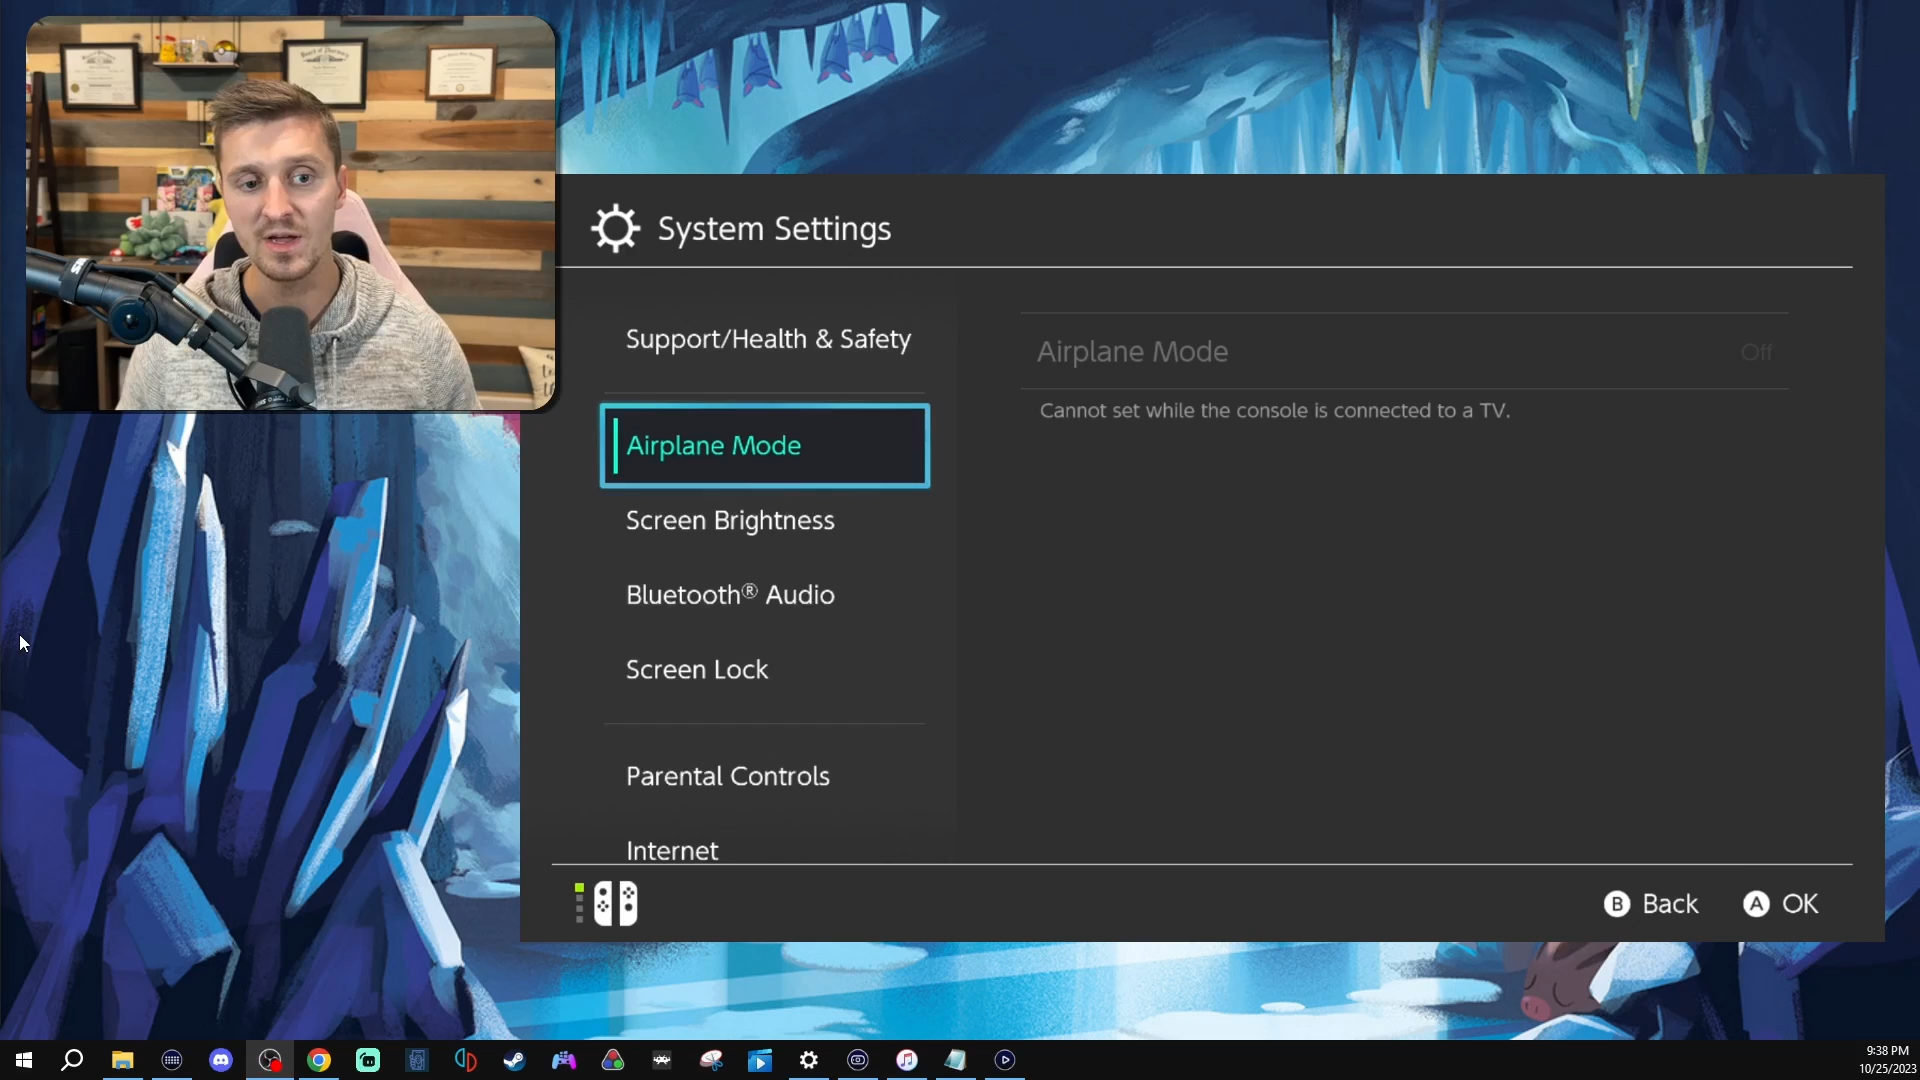 System Settings
Support/Health & Safety
Airplane Mode
Screen Brightness
Bluetooth® Audio
Screen Lock
Parental Controls
Internet
Airplane Mode Off
Cannot set while the console is connected to a TV.
B Back A OK
9:38 PM
10/25/2023